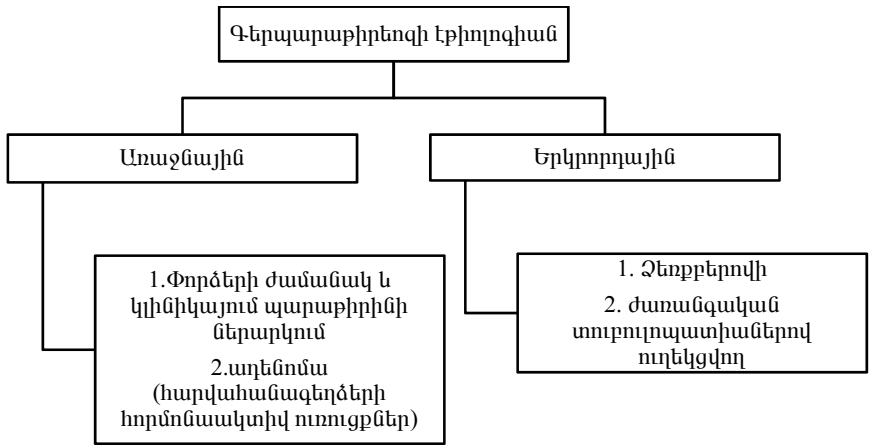 Գերպարաթիրեոզի էթիոլոգիան
Առաջնային
Երկրորդային
1.Փորձերի ժամանակ և
կլինիկայում պարաթիրինի
ներարկում
2.ադենոմա
(հարվահանագեղձերի
հորմոնաակտիվ ուռուցքներ)
1. Ձեռքբերովի
2. ժառանգական
տուբուլոպատիաներով
ուղեկցվող